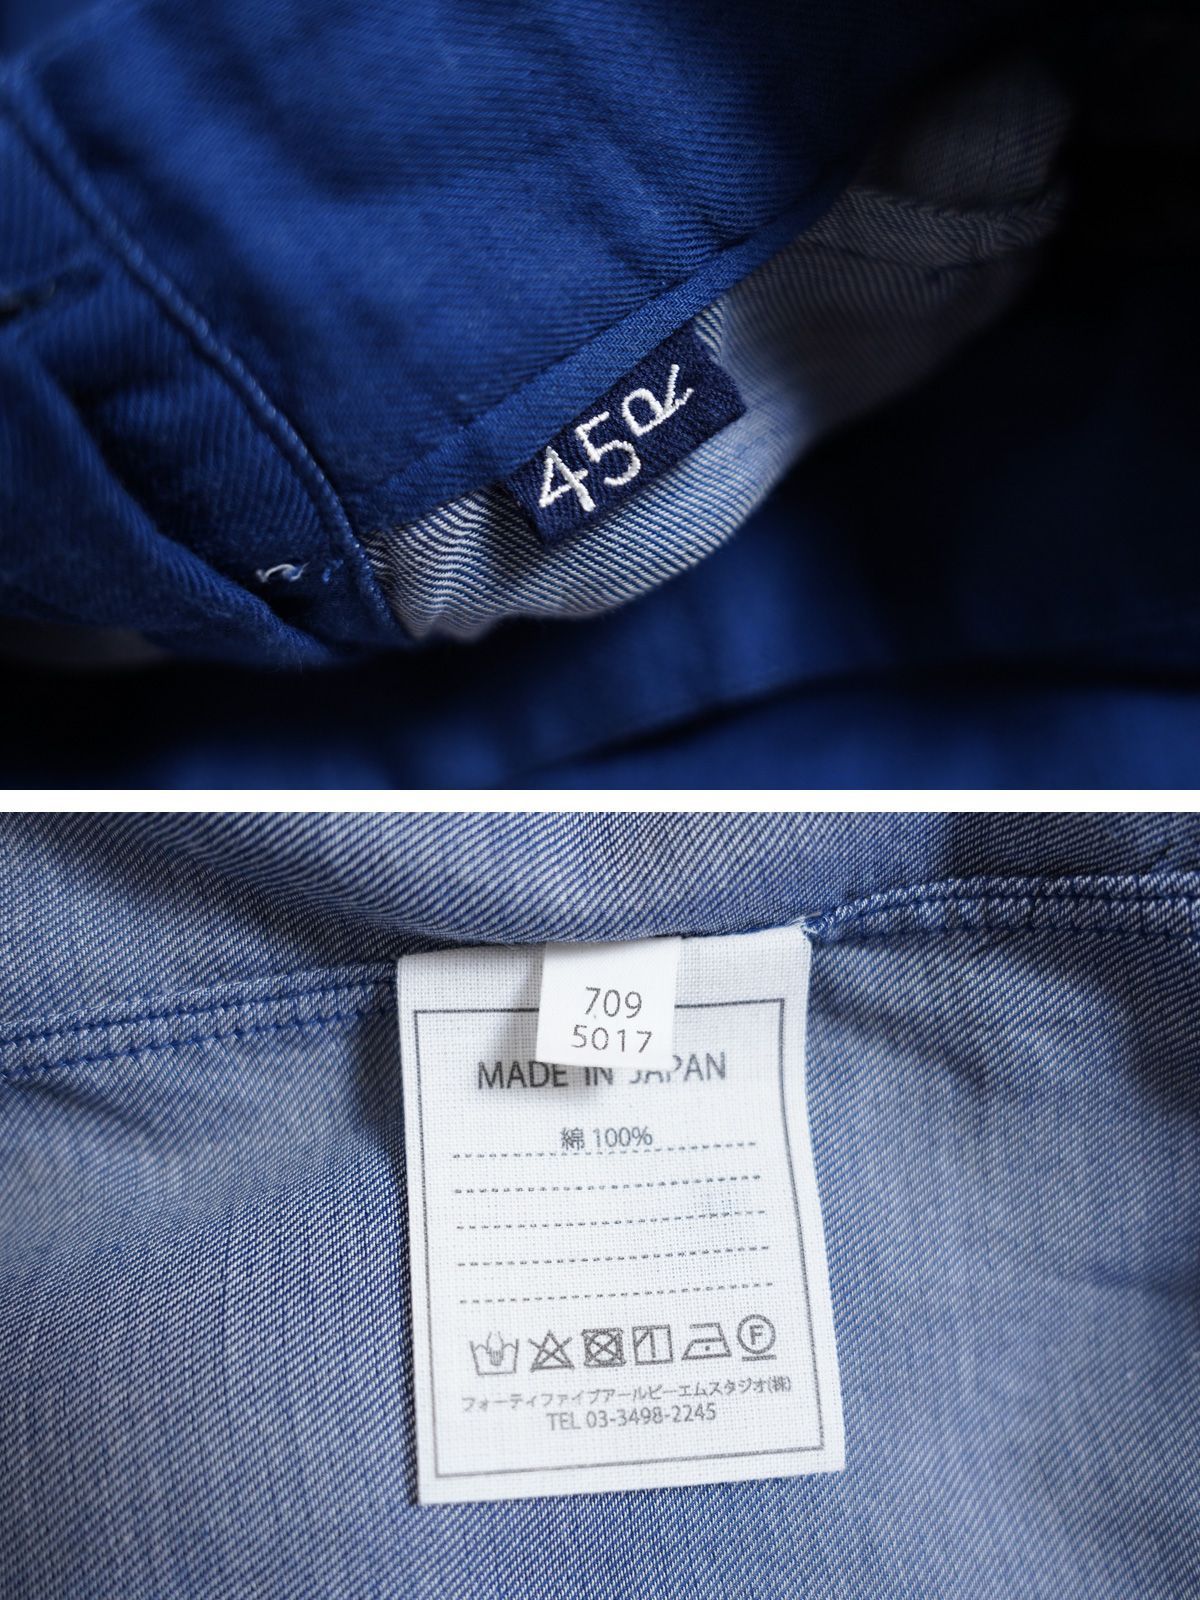 45R
709
5017
MADE IN JAPAN
綿 100%
F
フォーティファイブアールピーエムスタジオ(株)
TEL 03-3498-2245